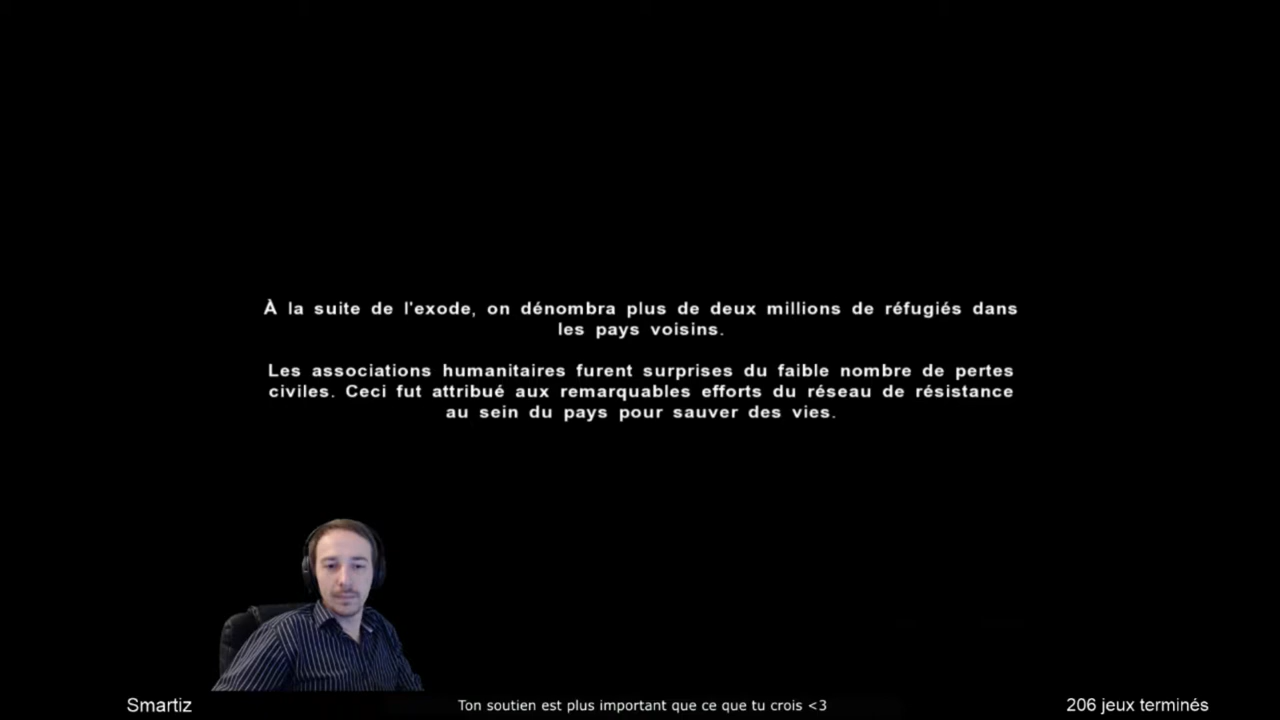 À la suite de l'exode, on dénombra plus de deux millions de réfugiés dans
les pays voisins.
Les associations humanitaires furent surprises du faible nombre de pertes
civiles. Ceci fut attribué aux remarquables efforts du réseau de résistance
au sein du pays pour sauver des vies.
Smartiz
Ton soutien est plus important que ce que tu crois <3
206 jeux terminés